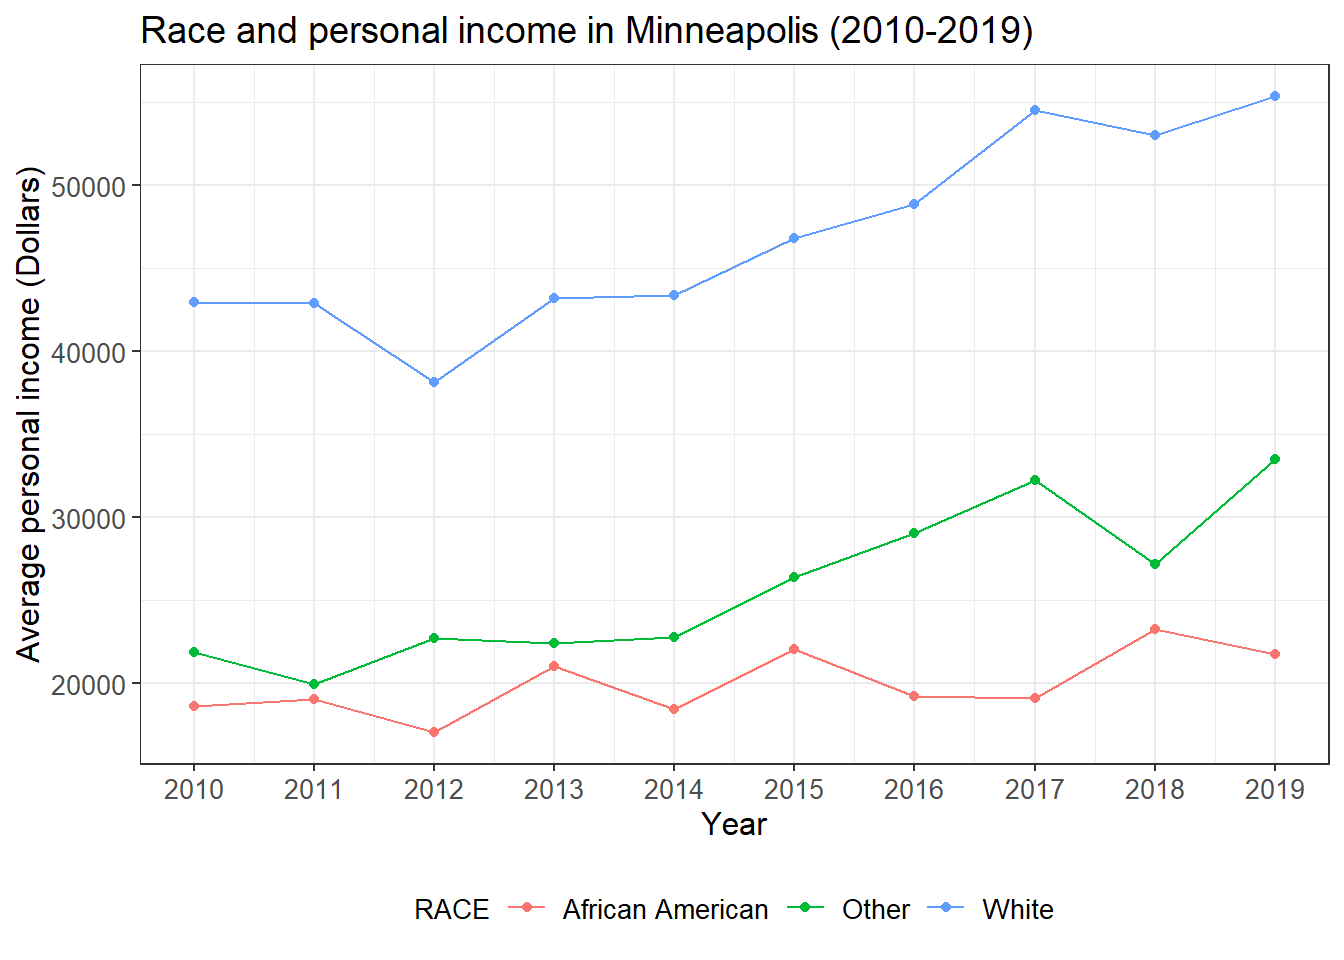 Race and personal income in Minneapolis (2010-2019)
Average personal income (Dollars)
50000
40000
30000
20000
2010 2011 2012 2013 2014 2015 2016 2017 2018 2019
Year
RACE African American Other White